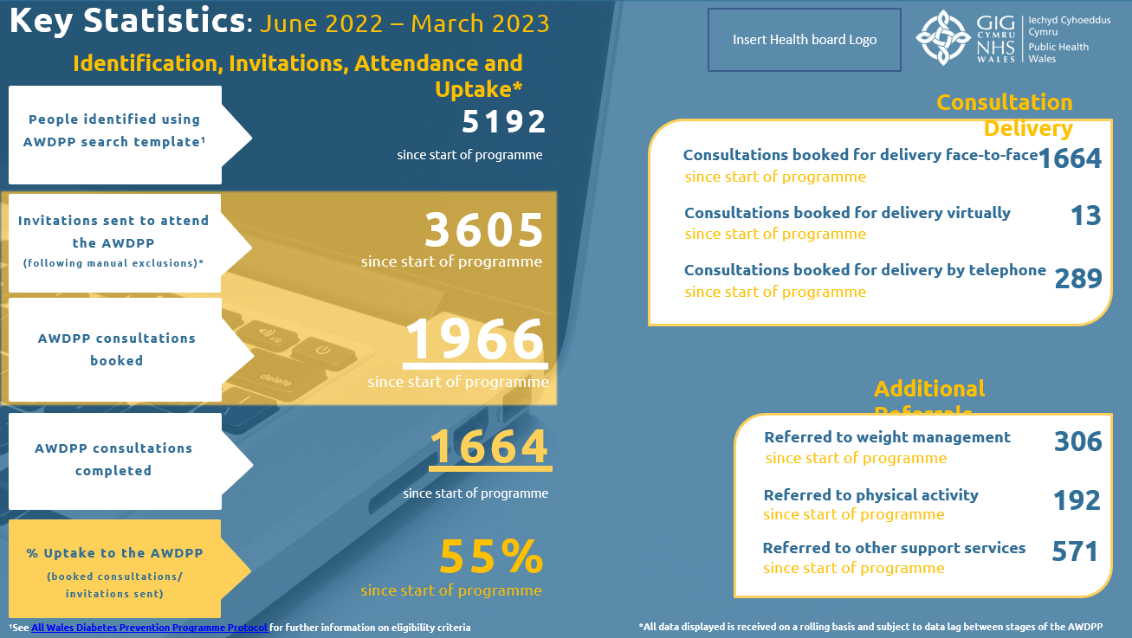 Key Statistics: June 2022 – March 2023
Identification, Invitations, Attendance and
Uptake*
People identified using
AWDPP search template¹
5192
since start of programme
Invitations sent to attend
the AWDPP
(following manual exclusions)*
3605
since start of programme
AWDPP consultations
booked
1966
since start of programme
AWDPP consultations
completed
1664
since start of programme
% Uptake to the AWDPP
(booked consultations/
invitations sent)
55%
since start of programme
¹See All Wales Diabetes Prevention Programme Protocol for further information on eligibility criteria
Insert Health board Logo
GIG
CYMRU
NHS
WALES
Iechyd Cyhoeddus
Cymru
Public Health
Wales
Consultation
Delivery
Consultations booked for delivery face-to-face 1664
since start of programme
Consultations booked for delivery virtually 13
since start of programme
Consultations booked for delivery by telephone 289
since start of programme
Additional
Referrals
Referred to weight management 306
since start of programme
Referred to physical activity 192
since start of programme
Referred to other support services 571
since start of programme
*All data displayed is received on a rolling basis and subject to data lag between stages of the AWDPP
delete